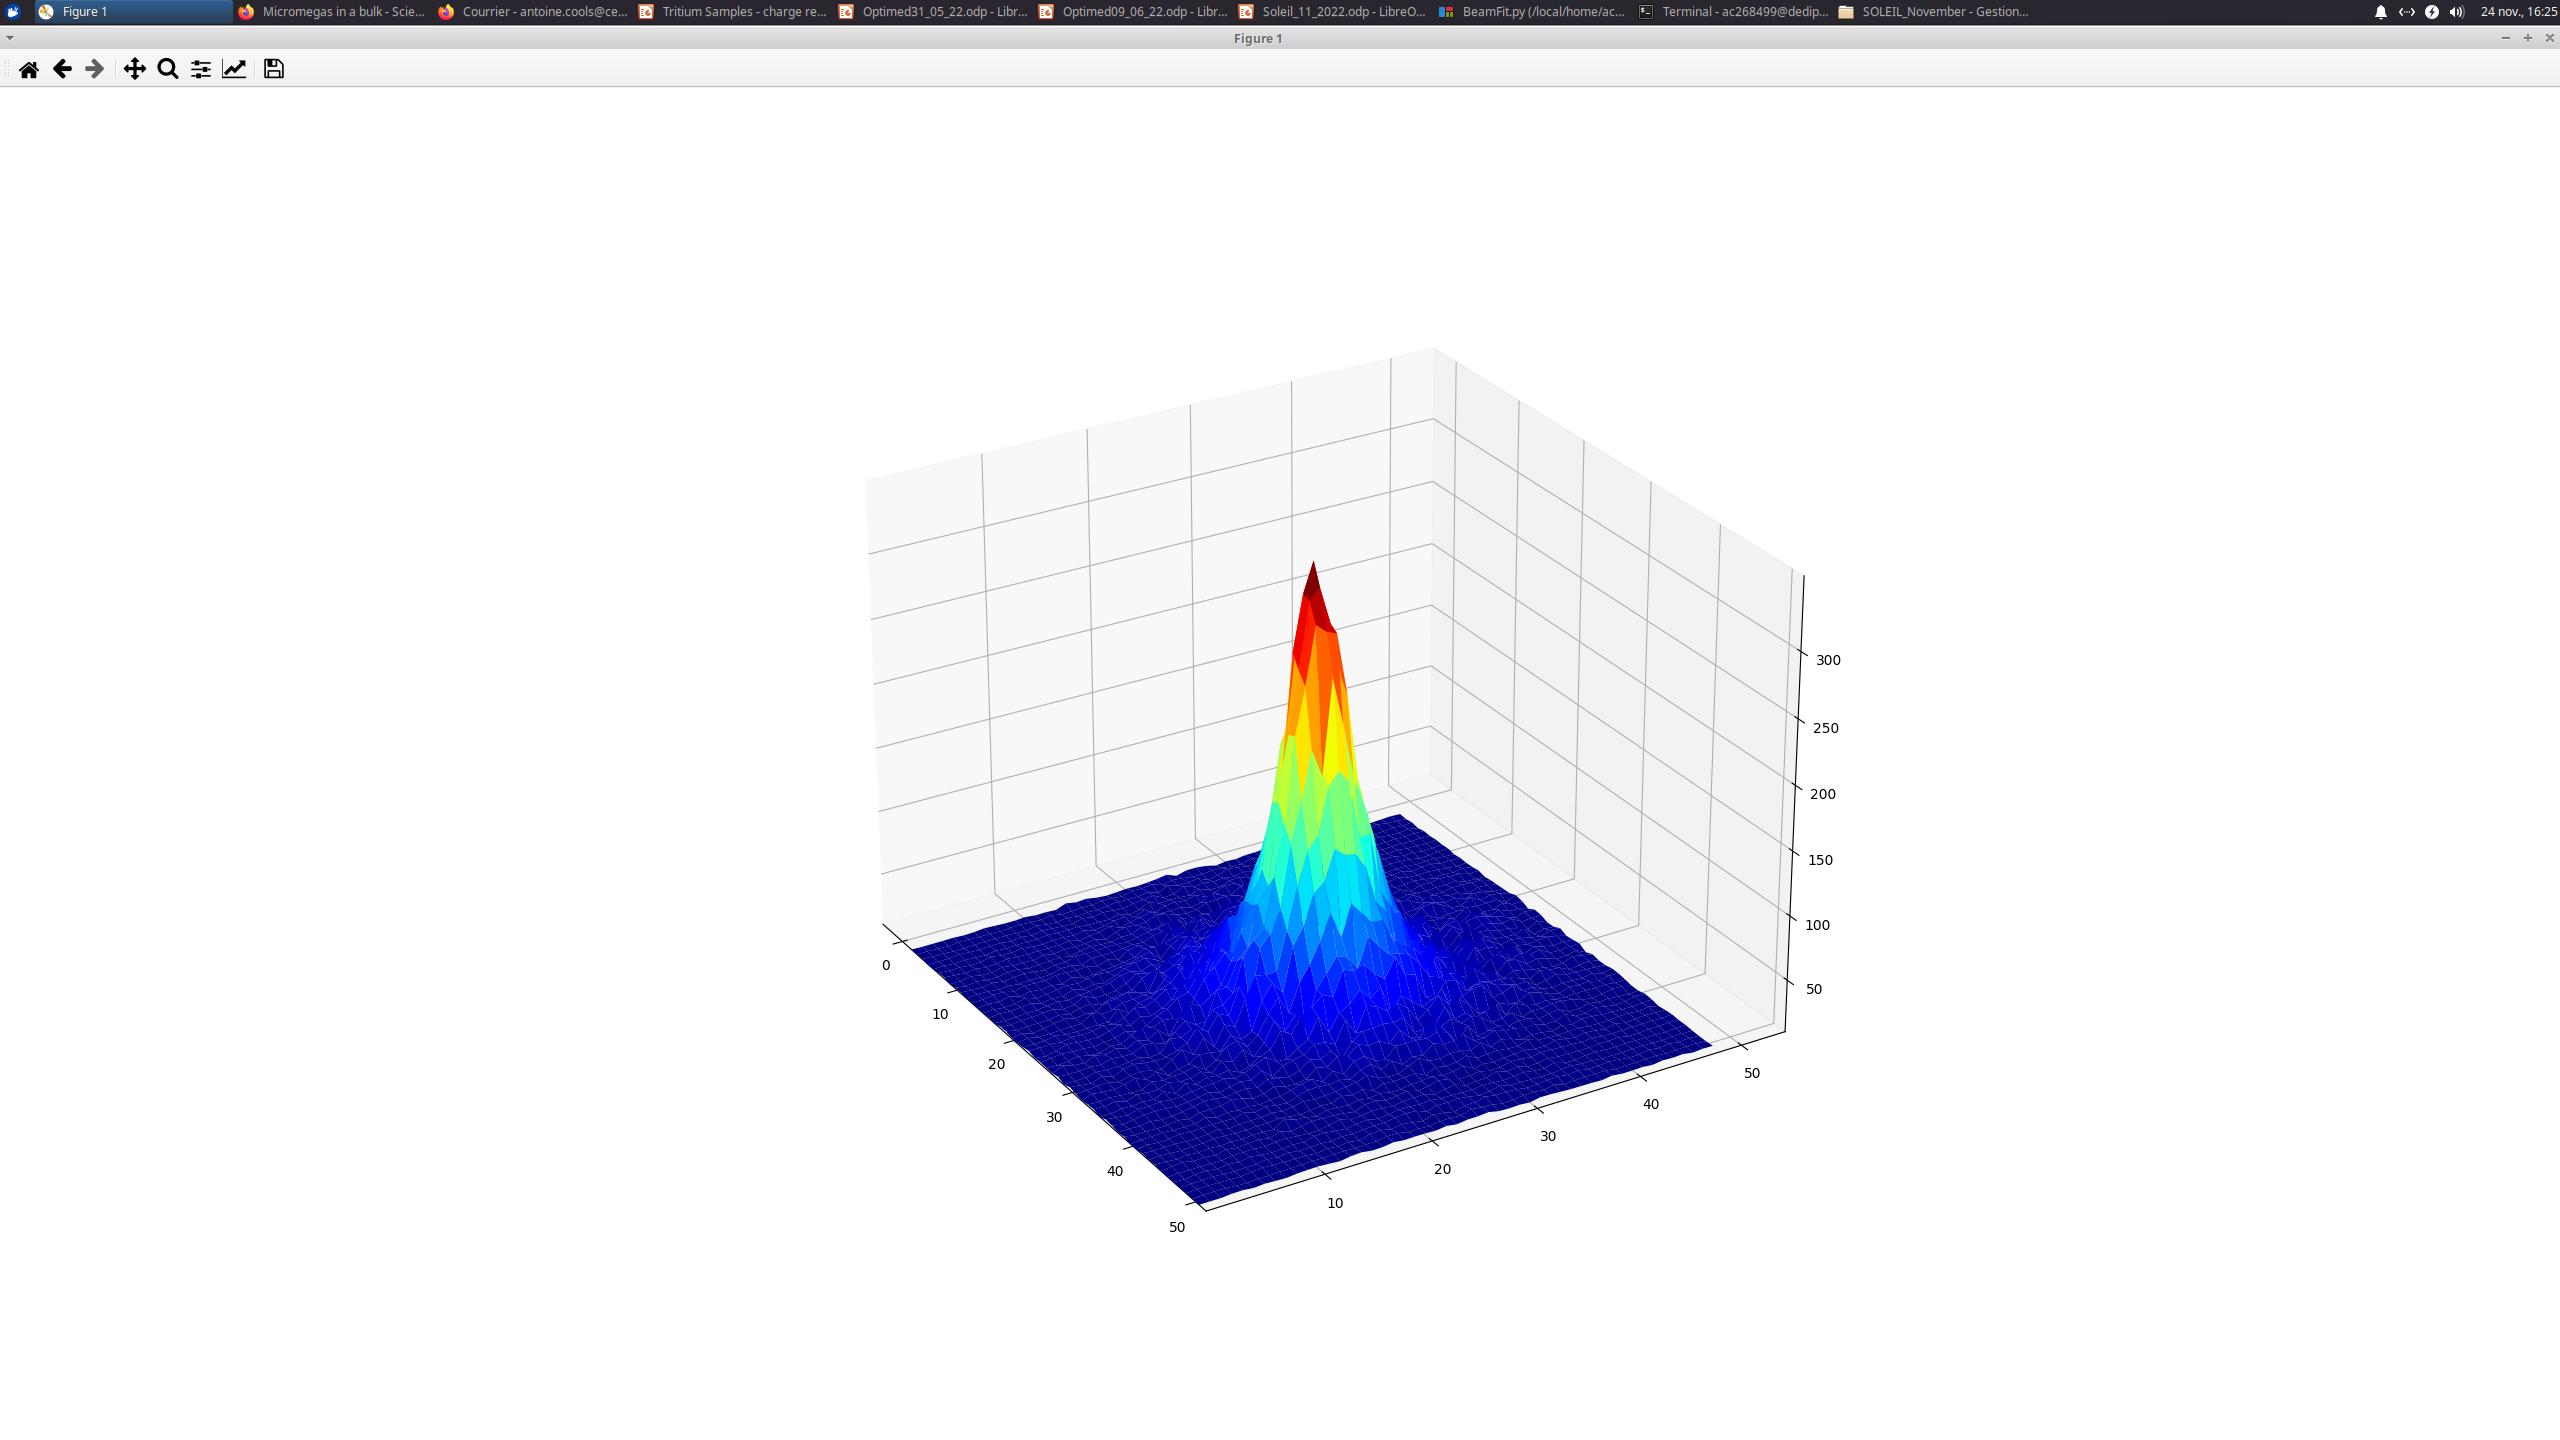 Figure 1
Micromegas in a bulk - Scie...
Courrier - antoine.cools@ce...
Tritium Samples - charge re...
Optimed31_05_22.odp - Libr...
Optimed09_06_22.odp - Libr...
Soleil_11_2022.odp - LibreO...
BeamFit.py (/local/home/ac...
Terminal - ac268499@dedip...
SOLEIL_November - Gestion...
24 nov., 16:25
Figure 1
300
250
200
150
100
50
0
10
20
30
40
50
10
20
30
40
50